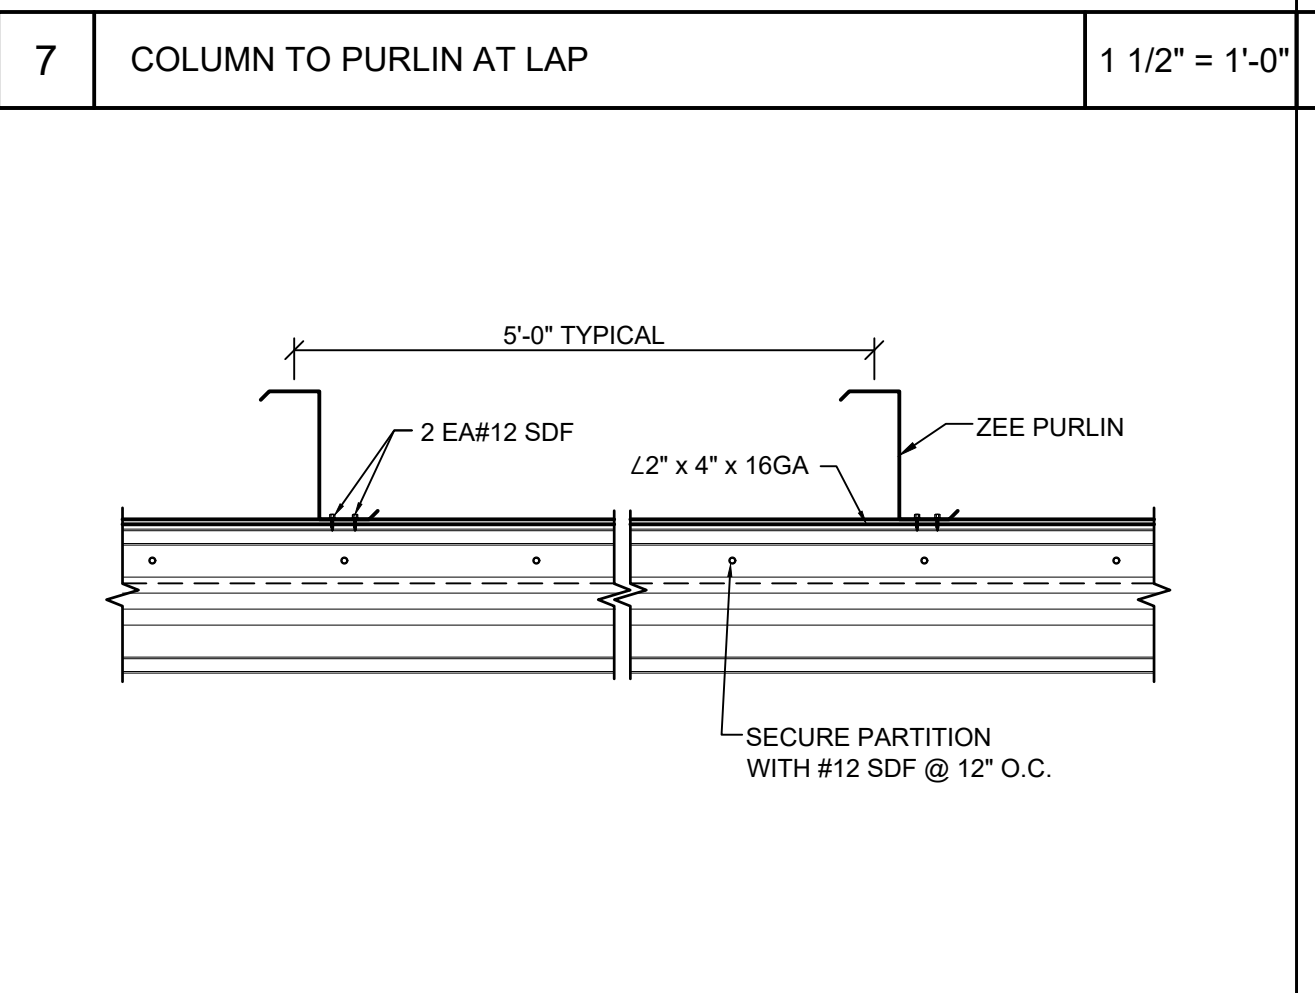 7
COLUMN TO PURLIN AT LAP
1 1/2" = 1'-0"
5'-0" TYPICAL
2 EA#12 SDF
ZEE PURLIN
∠2" x 4" x 16GA
SECURE PARTITION
WITH #12 SDF @ 12" O.C.